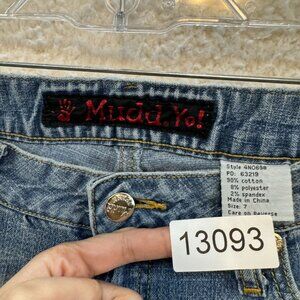 Mudd Yo!
Style 4N069a
PO: 63219
90% cotton
8% polyester
2% spandex
Made in China
Size: 7
Care on Reverse
13093